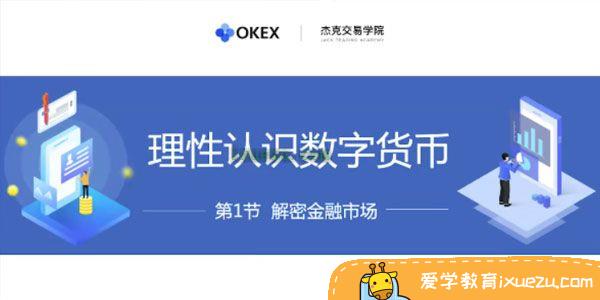 OKEX 杰克交易学院
JACK TRADING ACADEMY
理性认识数字货币
第1节 解密金融市场
爱学教育ixuezu.com